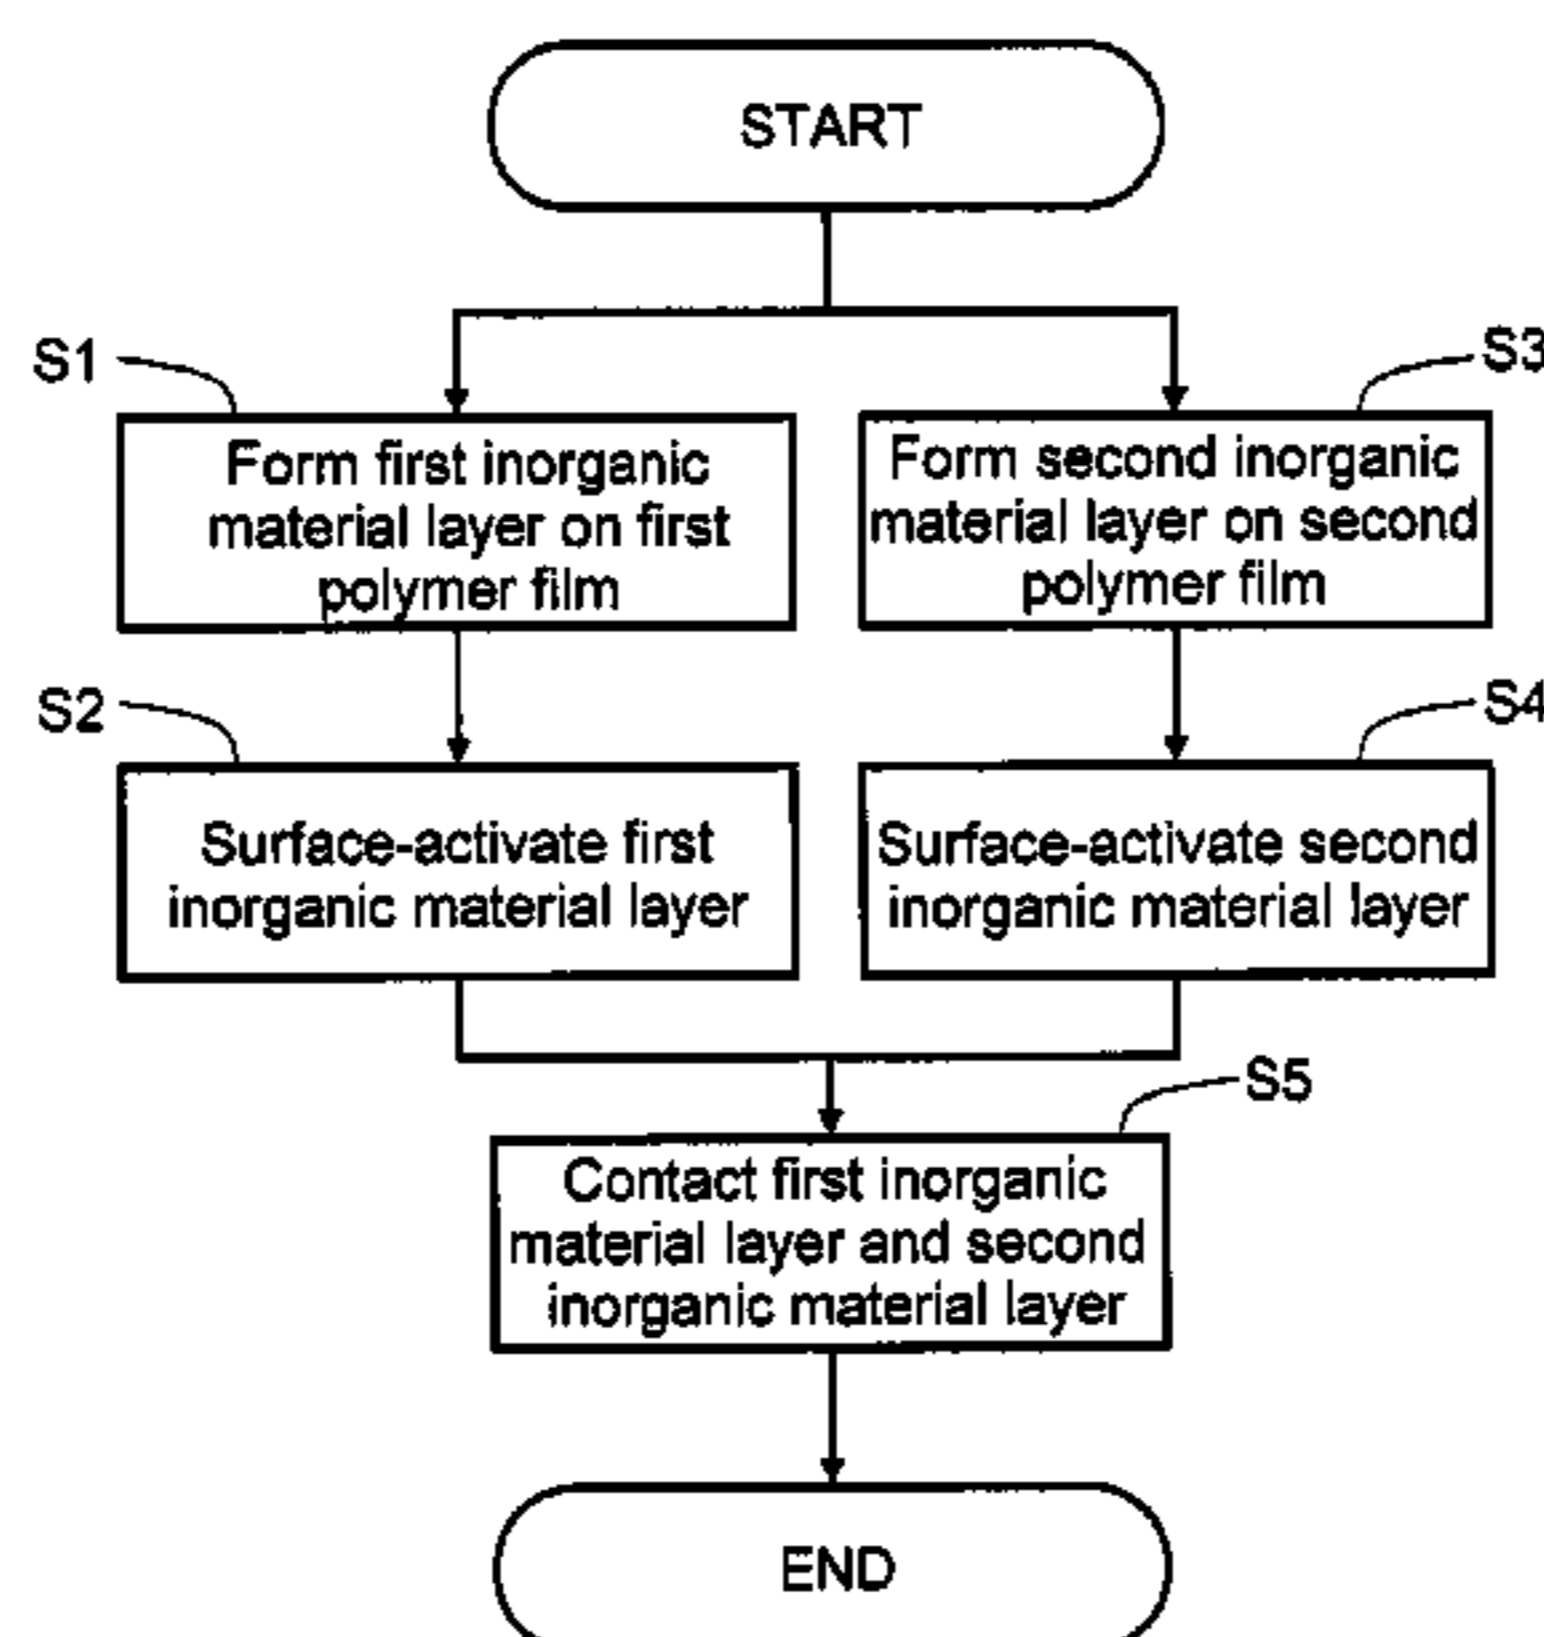 START
S1
Form first inorganic
material layer on first
polymer film
S3
Form second inorganic
material layer on second
polymer film
S2
Surface-activate first
inorganic material layer
S4
Surface-activate second
inorganic material layer
S5
Contact first inorganic
material layer and second
inorganic material layer
END